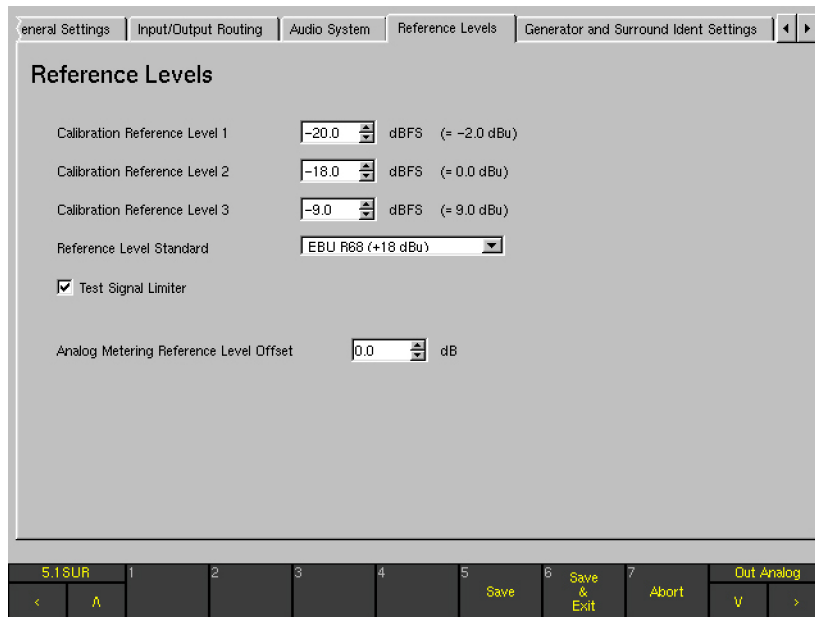 eneral Settings Input/Output Routing Audio System Reference Levels Generator and Surround Ident Settings
Reference Levels
Calibration Reference Level 1 -20.0 dBFS (= -2.0 dBu)
Calibration Reference Level 2 -18.0 dBFS (= 0.0 dBu)
Calibration Reference Level 3 -9.0 dBFS (= 9.0 dBu)
Reference Level Standard EBU R68 (+18 dBu)
Test Signal Limiter
Analog Metering Reference Level Offset 0.0 dB
5.1SUR 1 2 3 4 5 Save 6 Save & Exit 7 Abort Out Analog
< Λ V >